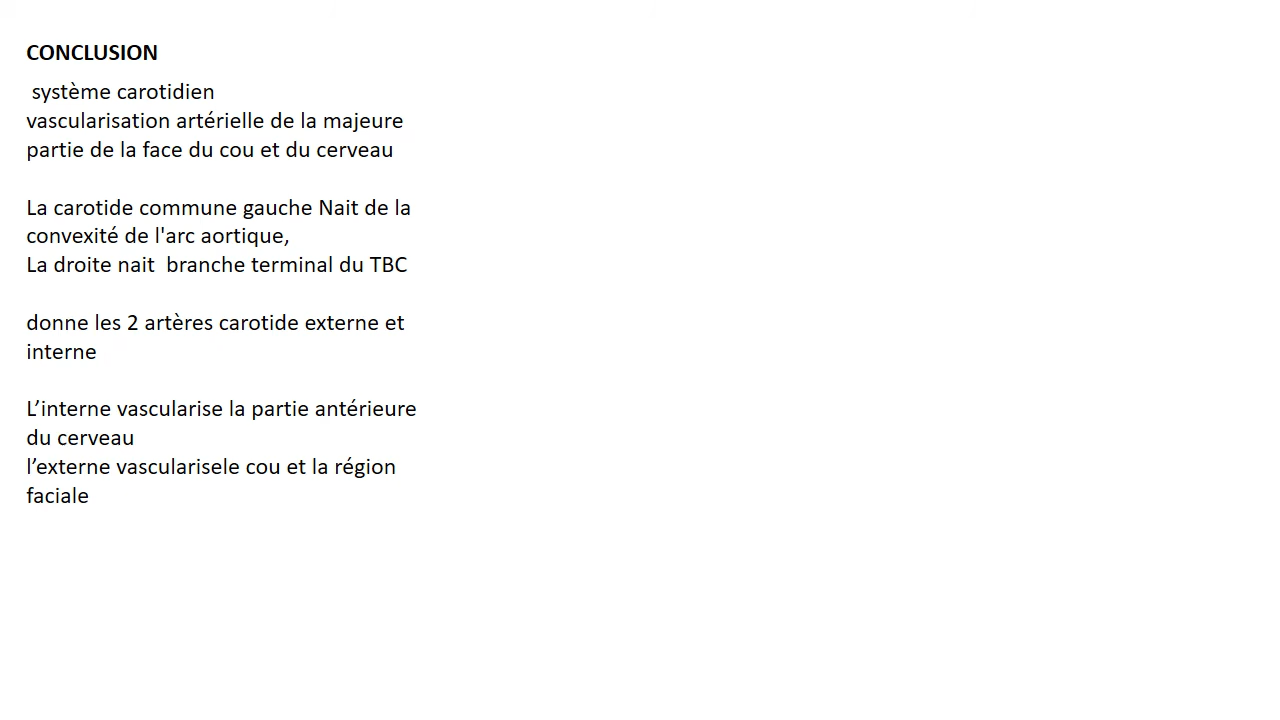 CONCLUSION
système carotidien
vascularisation artérielle de la majeure
partie de la face du cou et du cerveau
La carotide commune gauche Nait de la
convexité de l'arc aortique,
La droite nait  branche terminal du TBC
donne les 2 artères carotide externe et
interne
L’interne vascularise la partie antérieure
du cerveau
l’externe vascularisele cou et la région
faciale